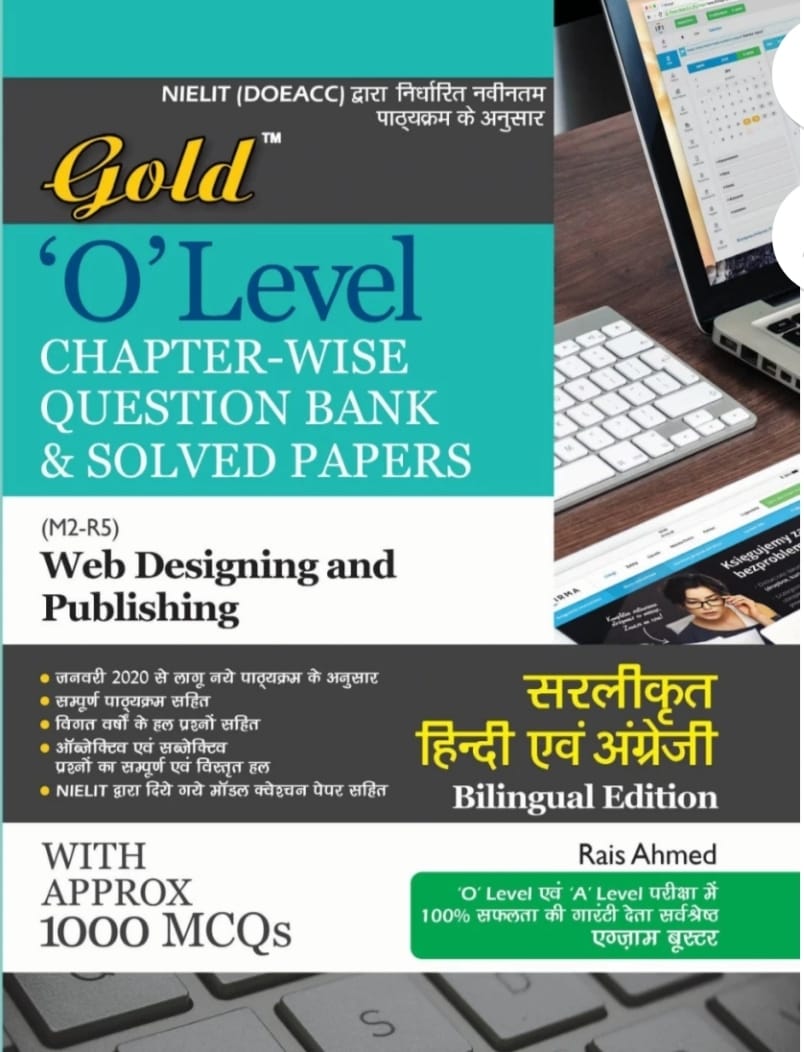 NIELIT (DOEACC) द्वारा निर्धारित नवीनतम
पाठ्यक्रम के अनुसार
Gold™
‘O’ Level
CHAPTER-WISE
QUESTION BANK
& SOLVED PAPERS
(M2-R5)
Web Designing and
Publishing
Księgujemy za
bezproblem
• जनवरी 2020 से लागू नये पाठ्यक्रम के अनुसार
• सम्पूर्ण पाठ्यक्रम सहित
• विगत वर्षों के हल प्रश्नों सहित
• ऑब्जेक्टिव एवं सब्जेक्टिव
प्रश्नों का सम्पूर्ण एवं विस्तृत हल
• NIELIT द्वारा दिये गये मॉडल क्वेश्चन पेपर सहित
सरलीकृत
हिन्दी एवं अंग्रेजी
Bilingual Edition
WITH
APPROX
1000 MCQs
Rais Ahmed
‘O’ Level एवं ‘A’ Level परीक्षा में
100% सफलता की गारंटी देता सर्वश्रेष्ठ
एग्ज़ाम बूस्टर
S